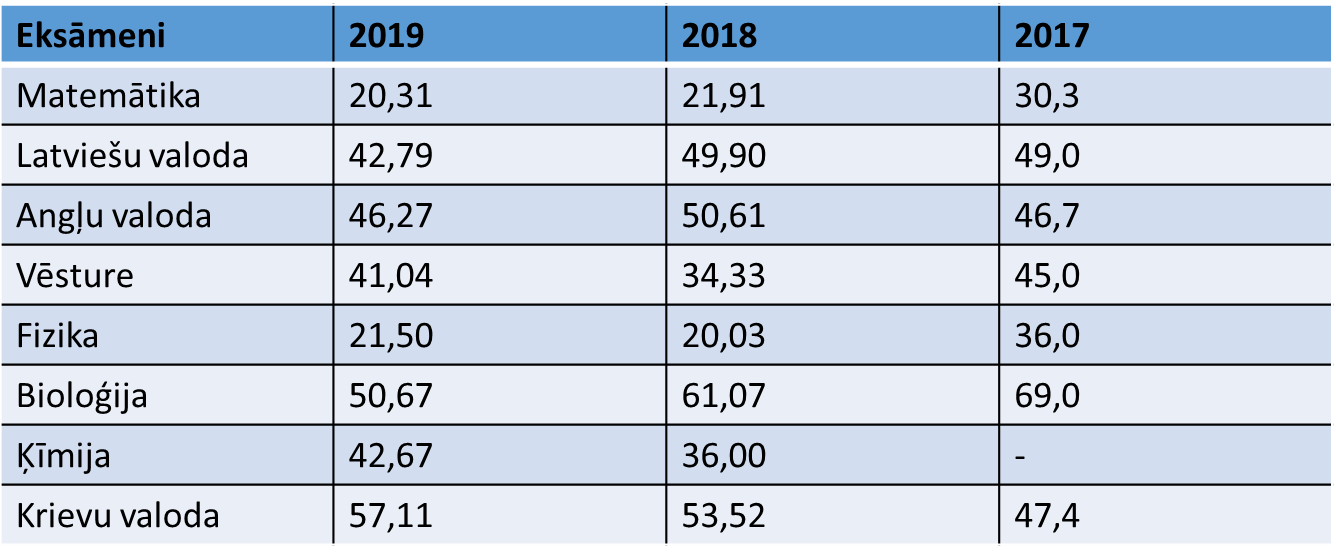 Eksāmeni 2019 2018 2017
Matemātika 20,31 21,91 30,3
Latviešu valoda 42,79 49,90 49,0
Angļu valoda 46,27 50,61 46,7
Vēsture 41,04 34,33 45,0
Fizika 21,50 20,03 36,0
Bioloģija 50,67 61,07 69,0
Ķīmija 42,67 36,00 -
Krievu valoda 57,11 53,52 47,4